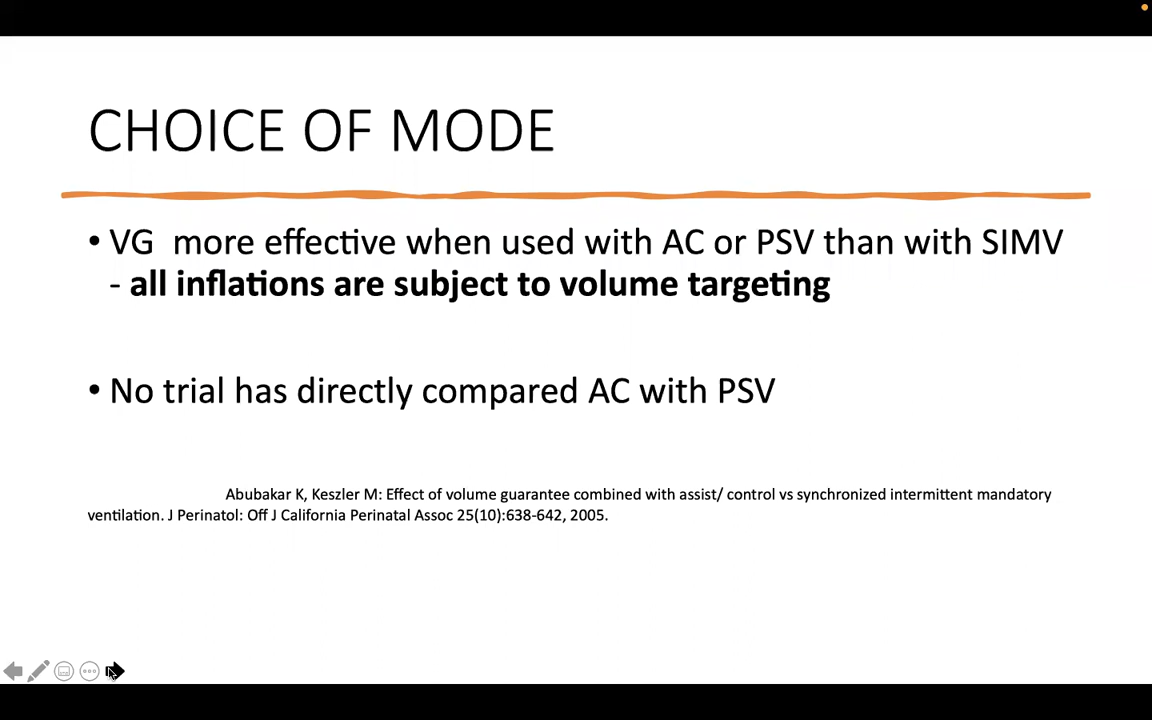 CHOICE OF MODE
• VG more effective when used with AC or PSV than with SIMV
- all inflations are subject to volume targeting
• No trial has directly compared AC with PSV
Abubakar K, Keszler M: Effect of volume guarantee combined with assist/ control vs synchronized intermittent mandatory
ventilation. J Perinatol: Off J California Perinatal Assoc 25(10):638-642, 2005.